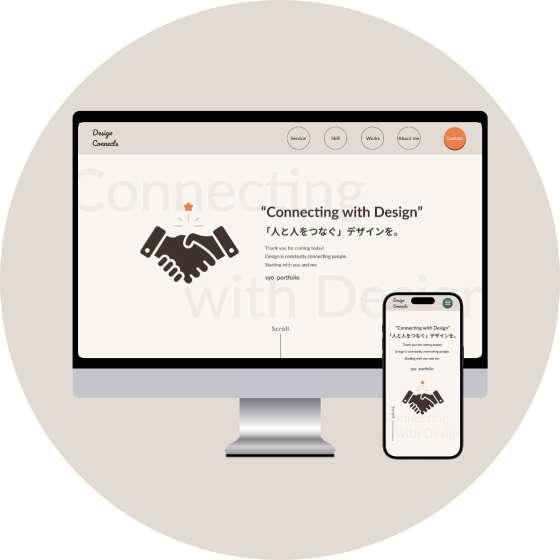 Design
Connects
Service
Skill
Works
About me
Contact
Connecting
with Design
“Connecting with Design”
「人と人をつなぐ」デザインを。
Thank you for coming today!
Design is constantly connecting people.
Starting with you and me.
syo portfolio
Scroll
Design
Connects
“Connecting with Design”
「人と人をつなぐ」デザインを。
Thank you for coming today!
Design is constantly connecting people.
Starting with you and me.
syo portfolio
Scroll
Connecting
with Design